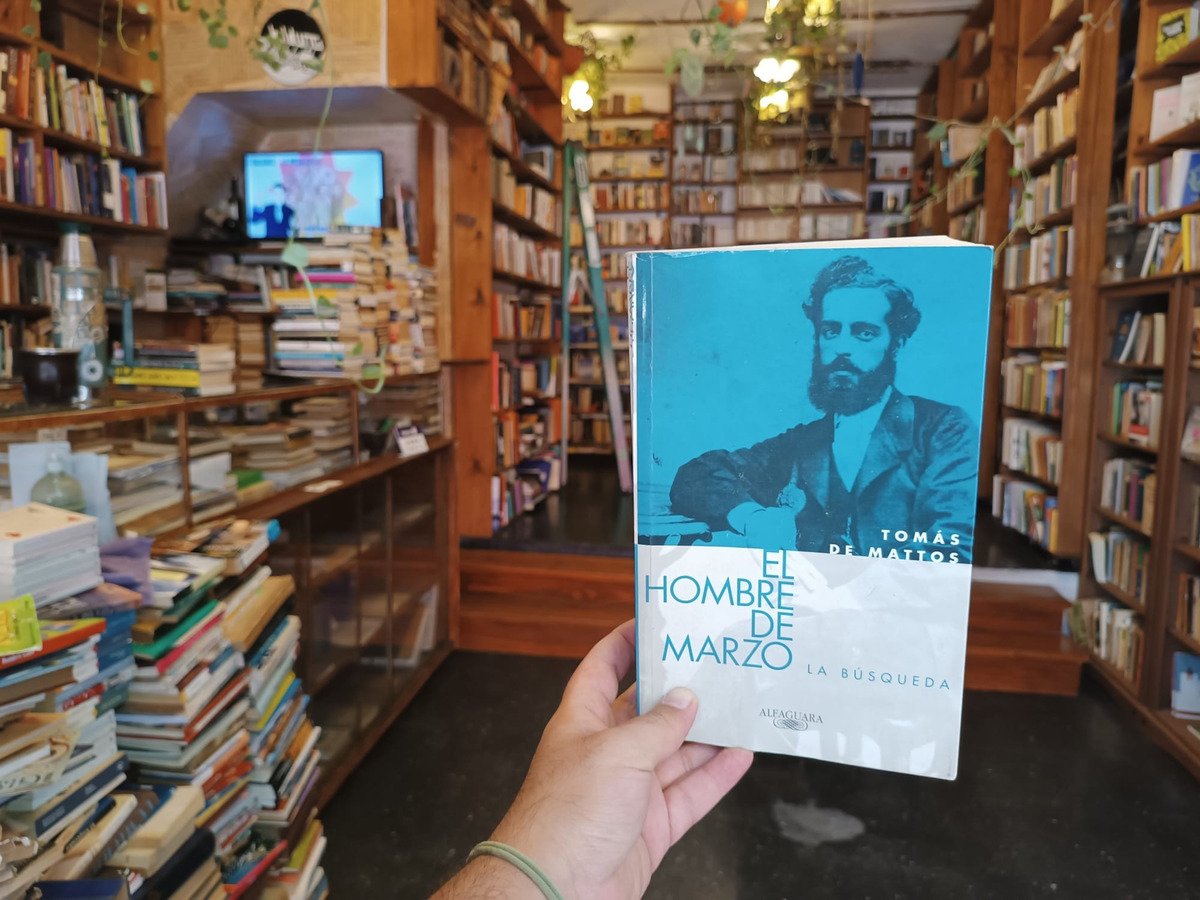 TOMÁS
DE MATTOS
EL
HOMBRE
DE
MARZO
LA BÚSQUEDA
ALFAGUARA